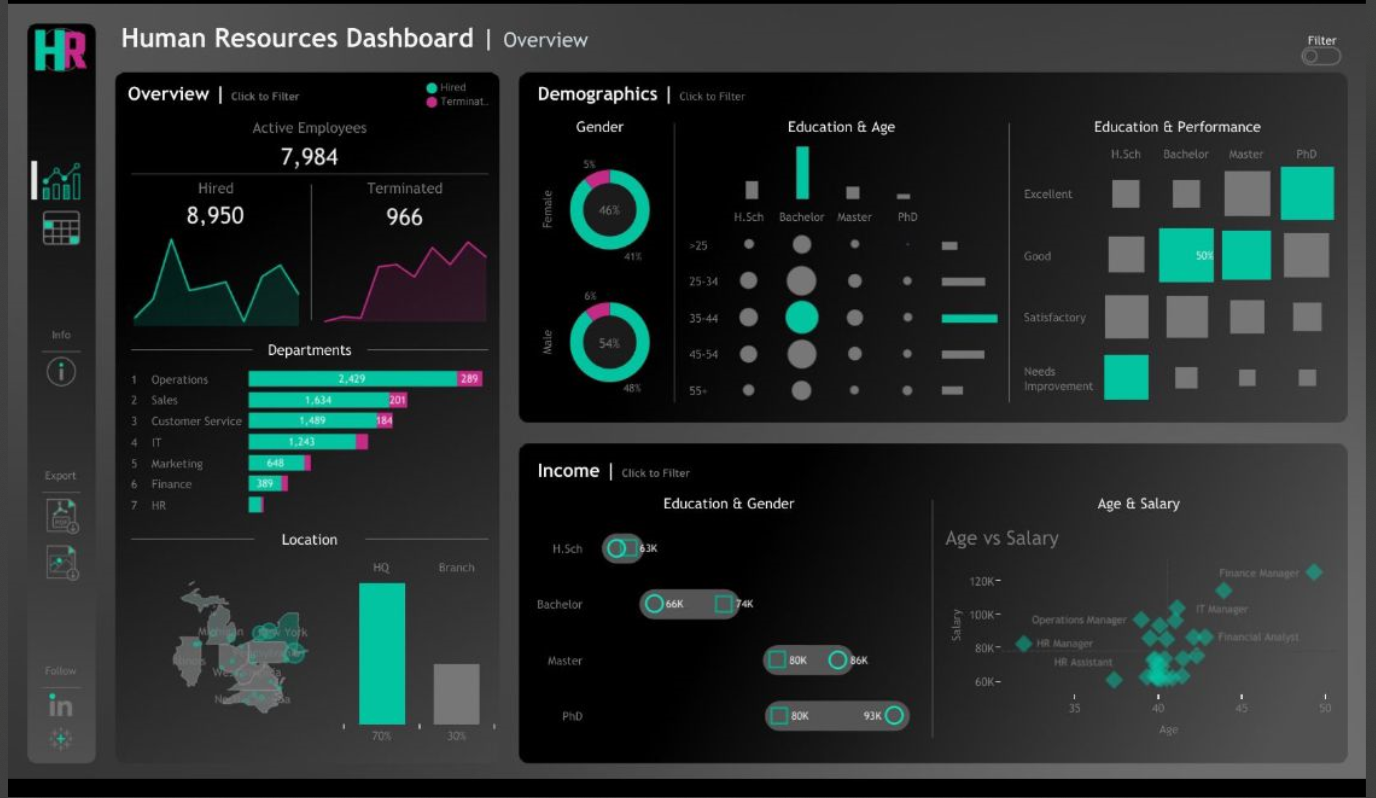 HR
Human Resources Dashboard | Overview
Filter
Overview | Click to Filter
Hired
Terminat..
Active Employees
7,984
Hired
8,950
Terminated
966
Departments
1 Operations 2,429 289
2 Sales 1,634 201
3 Customer Service 1,489 184
4 IT 1,243
5 Marketing 648
6 Finance 389
7 HR
Location
Michigan
New York
Illinois
HQ
Branch
70%
30%
Info
Export
Follow
in
Demographics | Click to Filter
Gender
Female
5%
46%
41%
Male
6%
54%
48%
Education & Age
H.Sch Bachelor Master PhD
>25
25-34
35-44
45-54
55+
Education & Performance
H.Sch Bachelor Master PhD
Excellent
Good 50%
Satisfactory
Needs
Improvement
Income | Click to Filter
Education & Gender
H.Sch 63K
Bachelor 66K 74K
Master 80K 86K
PhD 80K 93K
Age & Salary
Age vs Salary
Salary
120K
100K
80K
60K
Finance Manager
IT Manager
Operations Manager
Financial Analyst
HR Manager
HR Assistant
35 40 45 50
Age